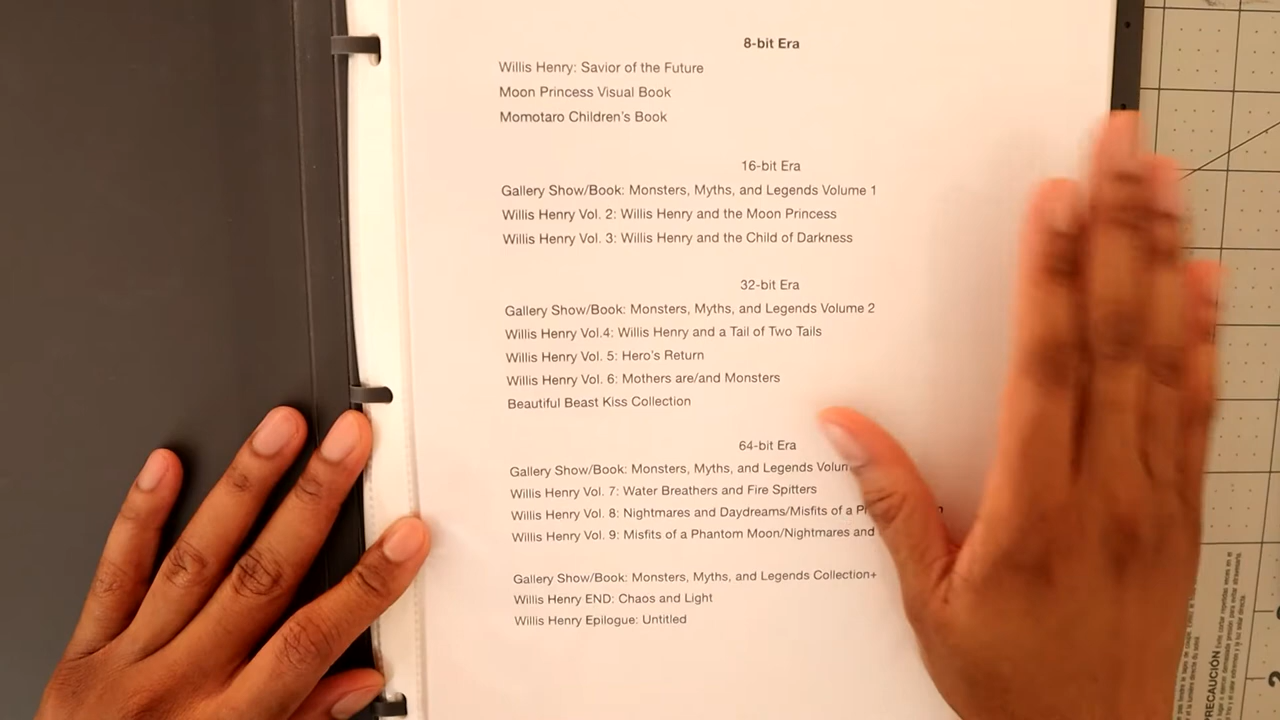 8-bit Era
Willis Henry: Savior of the Future
Moon Princess Visual Book
Momotaro Children's Book
16-bit Era
Gallery Show/Book: Monsters, Myths, and Legends Volume 1
Willis Henry Vol. 2: Willis Henry and the Moon Princess
Willis Henry Vol. 3: Willis Henry and the Child of Darkness
32-bit Era
Gallery Show/Book: Monsters, Myths, and Legends Volume 2
Willis Henry Vol.4: Willis Henry and a Tail of Two Tails
Willis Henry Vol. 5: Hero's Return
Willis Henry Vol. 6: Mothers are/and Monsters
Beautiful Beast Kiss Collection
64-bit Era
Gallery Show/Book: Monsters, Myths, and Legends
Willis Henry Vol. 7: Water Breathers and Fire Spitters
Willis Henry Vol. 8: Nightmares and Daydreams/Misfits of a
Willis Henry Vol. 9: Misfits of a Phantom Moon/Nightmares and
Gallery Show/Book: Monsters, Myths, and Legends Collection+
Willis Henry END: Chaos and Light
Willis Henry Epilogue: Untitled
PRECAUCIÓN